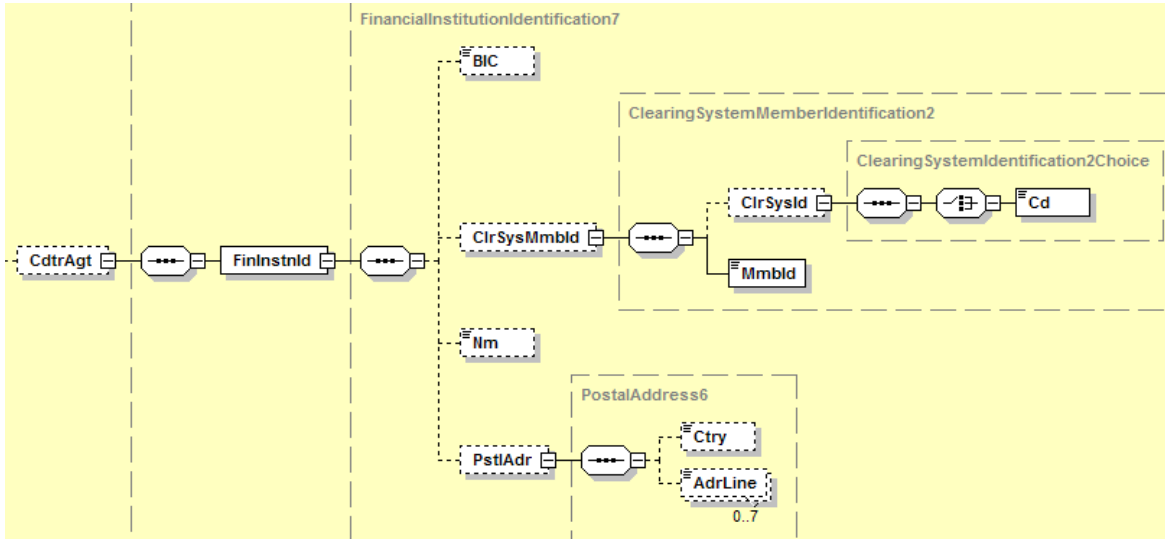 FinancialInstitutionIdentification7
BIC
ClearingSystemMemberIdentification2
ClearingSystemIdentification2Choice
ClrSysId
Cd
ClrSysMmbId
CdtrAgt
FinInstnId
MmbId
Nm
PostalAddress6
Ctry
PstlAdr
AdrLine
0..7